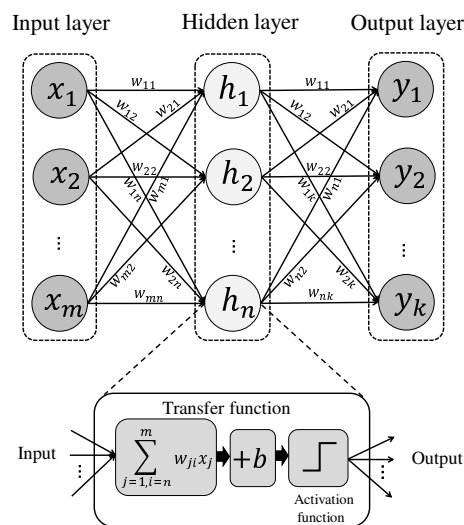 Input layer Hidden layer Output layer
x₁ w₁₁ h₁ w₁₁ y₁
w₁₂ w₂₁ w₁₂ w₂₁
x₂ w₂₂ h₂ w₂₂ y₂
w₁ₙ wₘ₁ w₁ₖ wₙ₁
... ... ...
wₘ₂ w₂ₙ wₙ₂ w₂ₖ
xₘ wₘₙ hₙ wₙₖ yₖ
Transfer function
Input ∑ m j=1,i=n wⱼᵢxⱼ +b Output
... ...
Activation
function